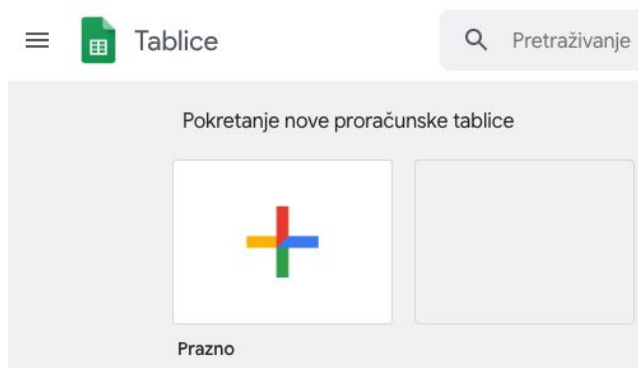 Tablice
Pretraživanje
Pokretanje nove proračunske tablice
Prazno